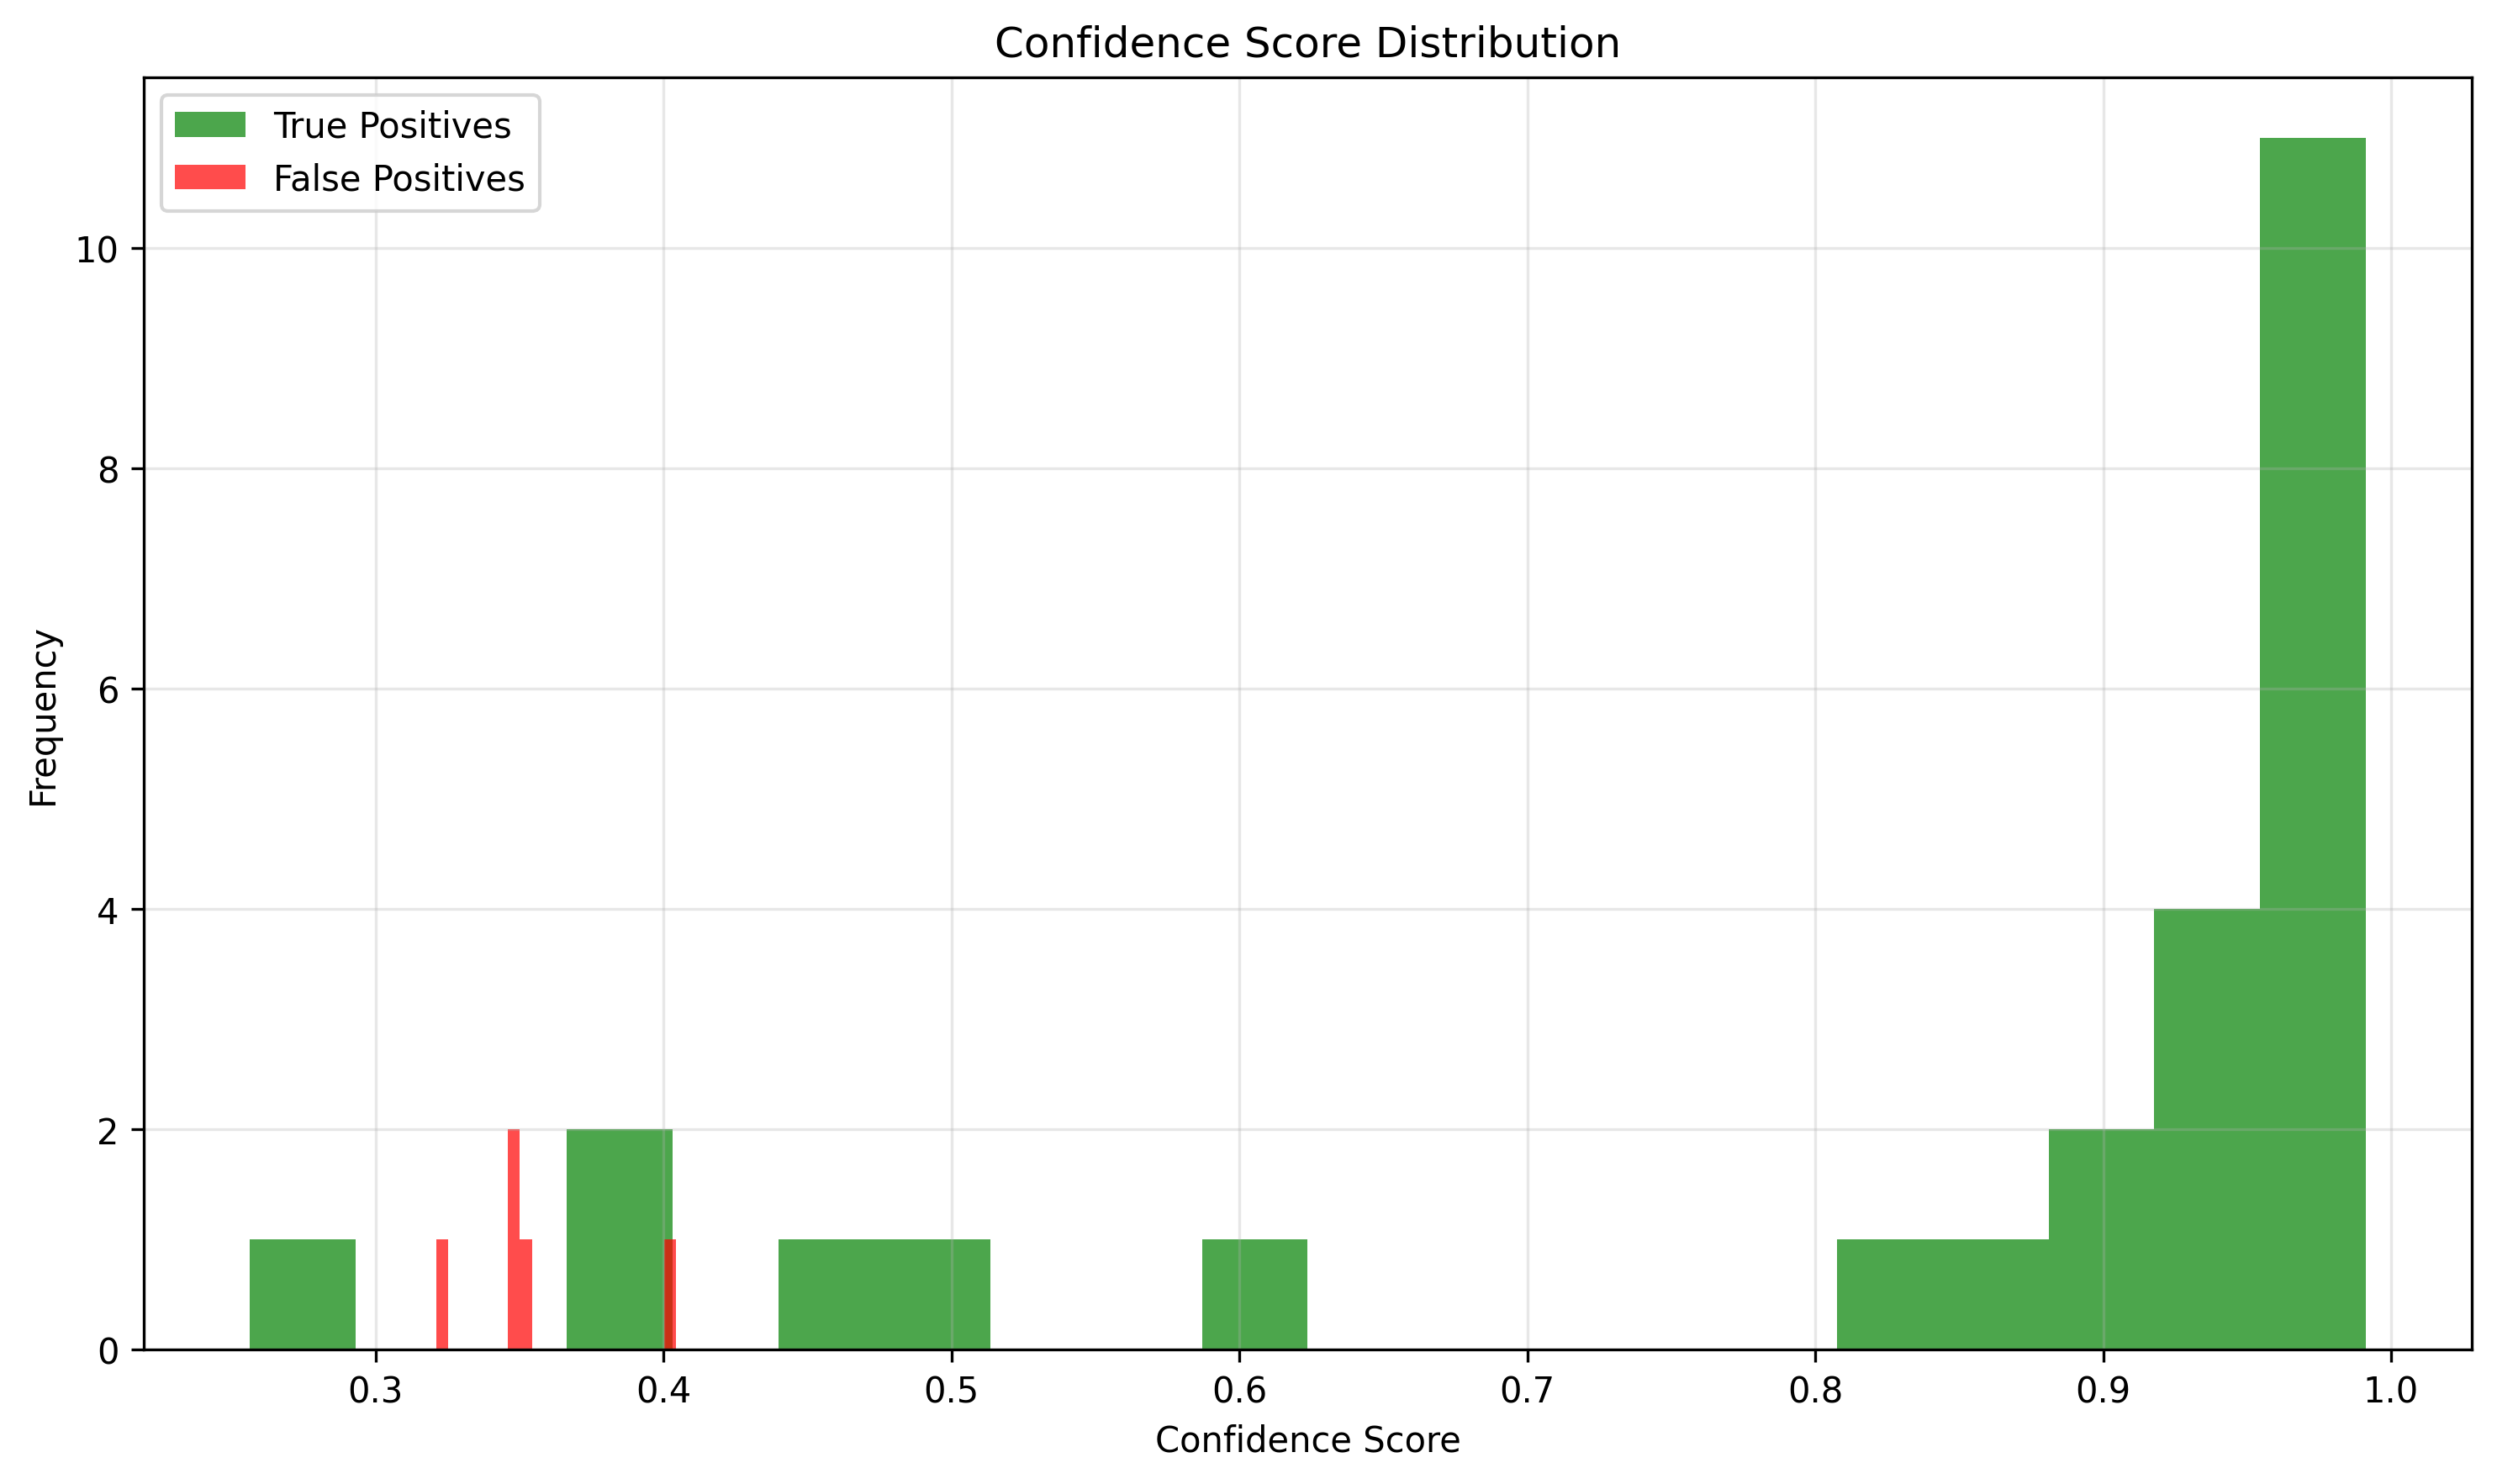 Confidence Score Distribution
True Positives
False Positives
10
8
6
4
2
0
Frequency
0.3 0.4 0.5 0.6 0.7 0.8 0.9 1.0
Confidence Score